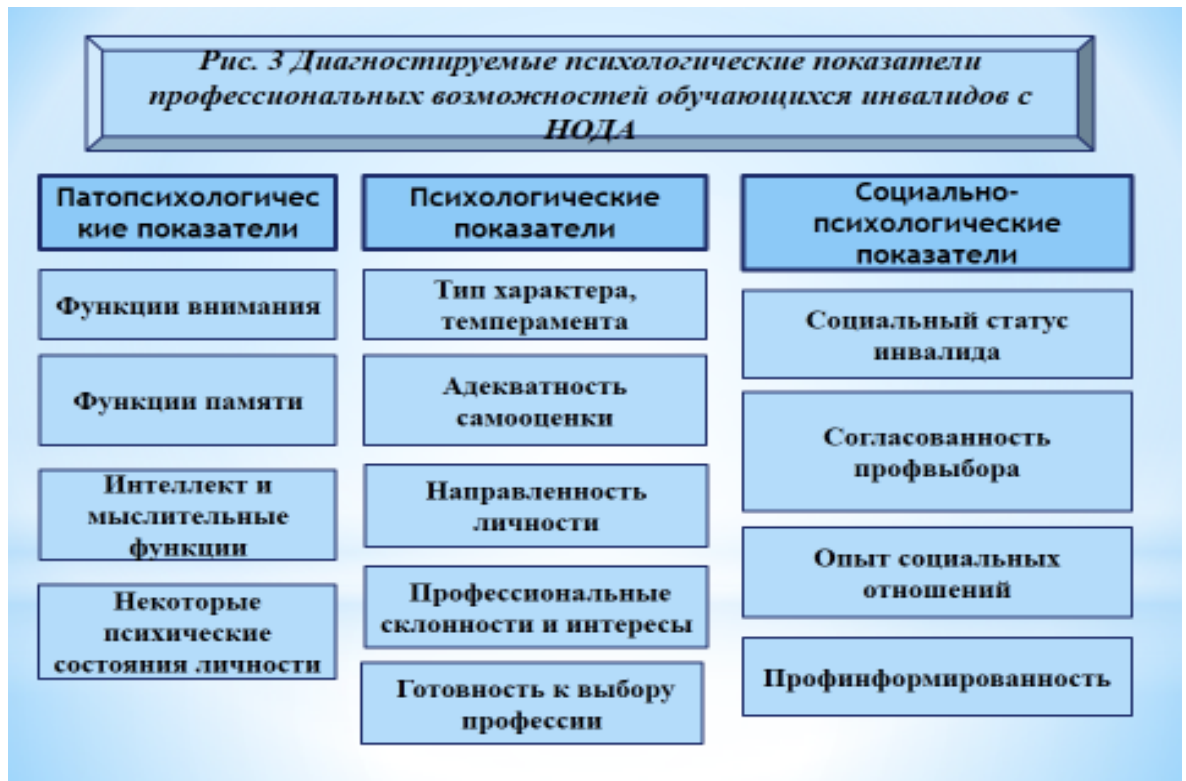 Рис. 3 Диагностируемые психологические показатели
профессиональных возможностей обучающихся инвалидов с
НОДА
Патопсихологичес
кие показатели
Функции внимания
Функции памяти
Интеллект и
мыслительные
функции
Некоторые
психические
состояния личности
Психологические
показатели
Тип характера,
темперамента
Адекватность
самооценки
Направленность
личности
Профессиональные
склонности и интересы
Готовность к выбору
профессии
Социально-
психологические
показатели
Социальный статус
инвалида
Согласованность
профвыбора
Опыт социальных
отношений
Профинформированность